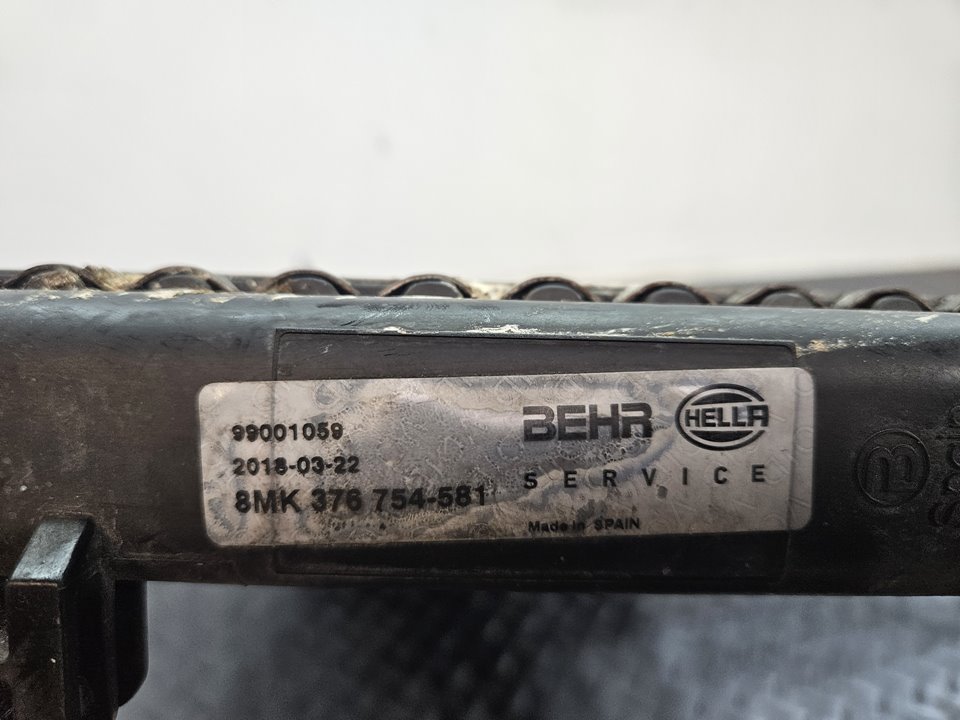 99001059
2018-03-22
8MK 376 754-581
BEHR HELLA
SERVICE
Made in SPAIN
m